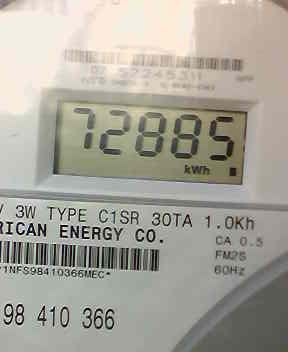 72885
kWh
V 3W TYPE C1SR 30TA 1.0Kh
RICAN ENERGY CO.
CA 0.5
FM2S
60Hz
98 410 366